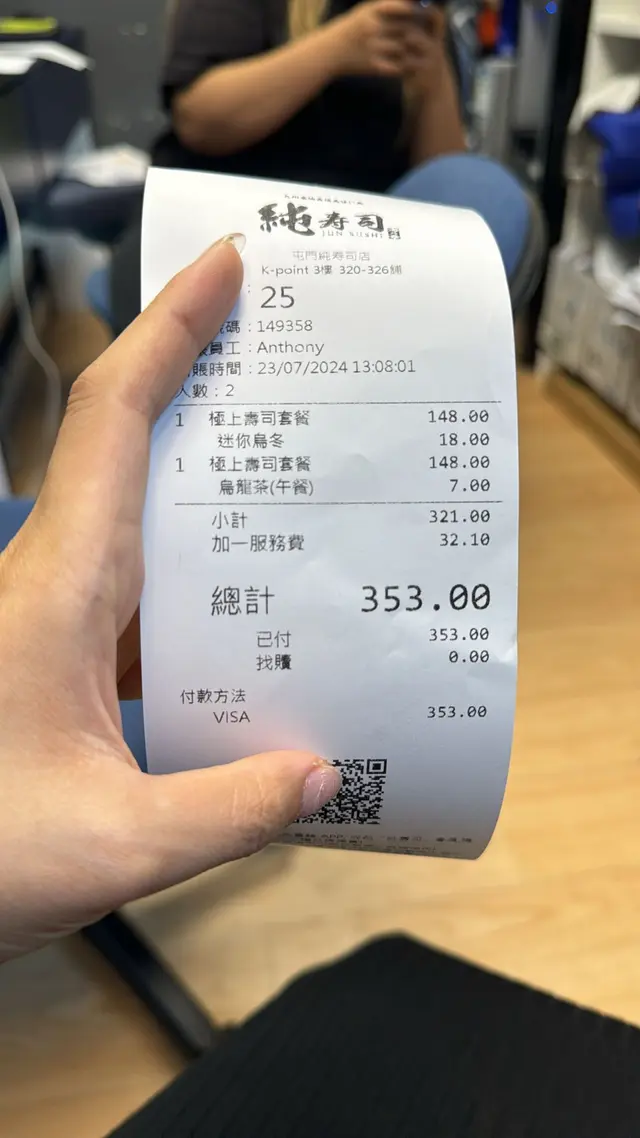 純寿司
JUN SUSHI
屯門純寿司店
K-point 3樓 320-326舖
: 25
號碼 : 149358
員工 : Anthony
賬時間 : 23/07/2024 13:08:01
人數 : 2
1 極上壽司套餐 148.00
迷你烏冬 18.00
1 極上壽司套餐 148.00
烏龍茶(午餐) 7.00
小計 321.00
加一服務費 32.10
總計 353.00
已付 353.00
找贖 0.00
付款方法
VISA 353.00